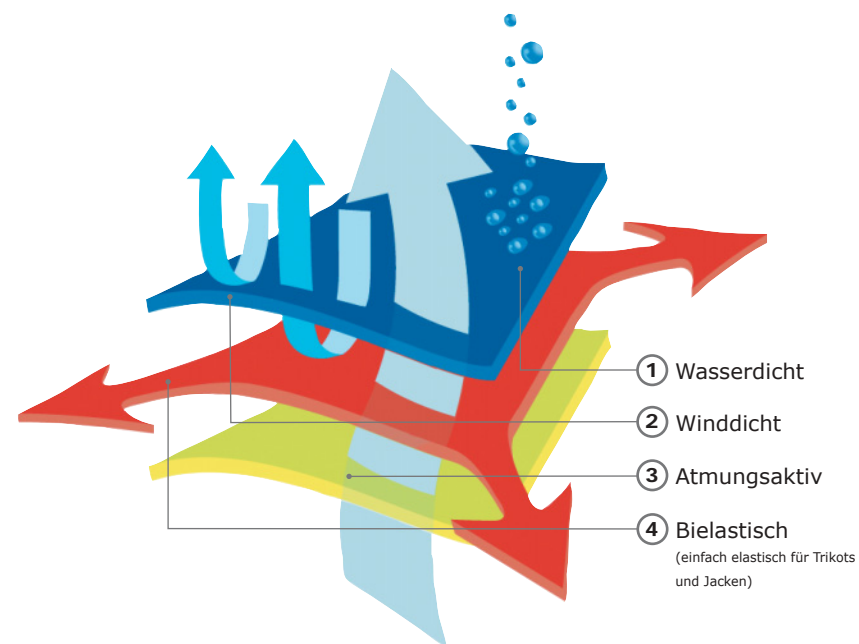 1 Wasserdicht
2 Winddicht
3 Atmungsaktiv
4 Bielastisch
(einfach elastisch für Trikots
und Jacken)